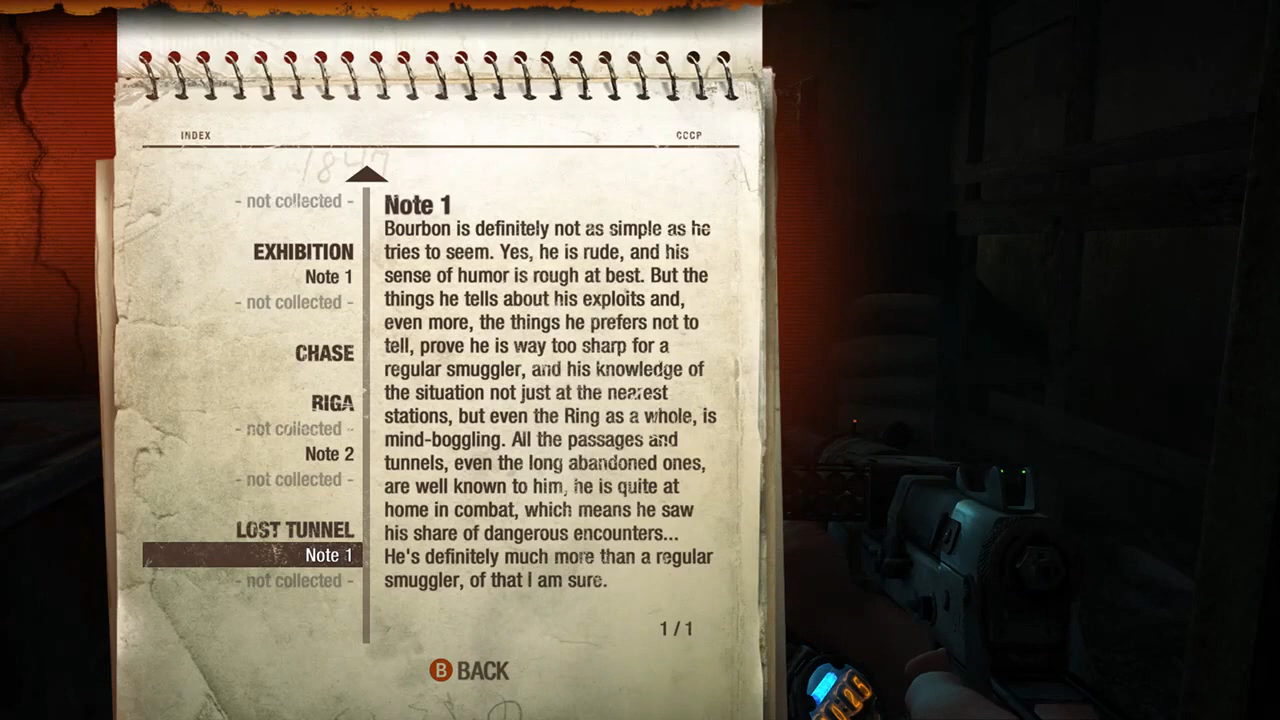 INDEX
CCCP
1847
- not collected -
EXHIBITION
Note 1
- not collected -
CHASE
RIGA
- not collected -
Note 2
- not collected -
LOST TUNNEL
Note 1
- not collected -
Note 1
Bourbon is definitely not as simple as he
tries to seem. Yes, he is rude, and his
sense of humor is rough at best. But the
things he tells about his exploits and,
even more, the things he prefers not to
tell, prove he is way too sharp for a
regular smuggler, and his knowledge of
the situation not just at the nearest
stations, but even the Ring as a whole, is
mind-boggling. All the passages and
tunnels, even the long abandoned ones,
are well known to him, he is quite at
home in combat, which means he saw
his share of dangerous encounters...
He's definitely much more than a regular
smuggler, of that I am sure.
1 / 1
B BACK